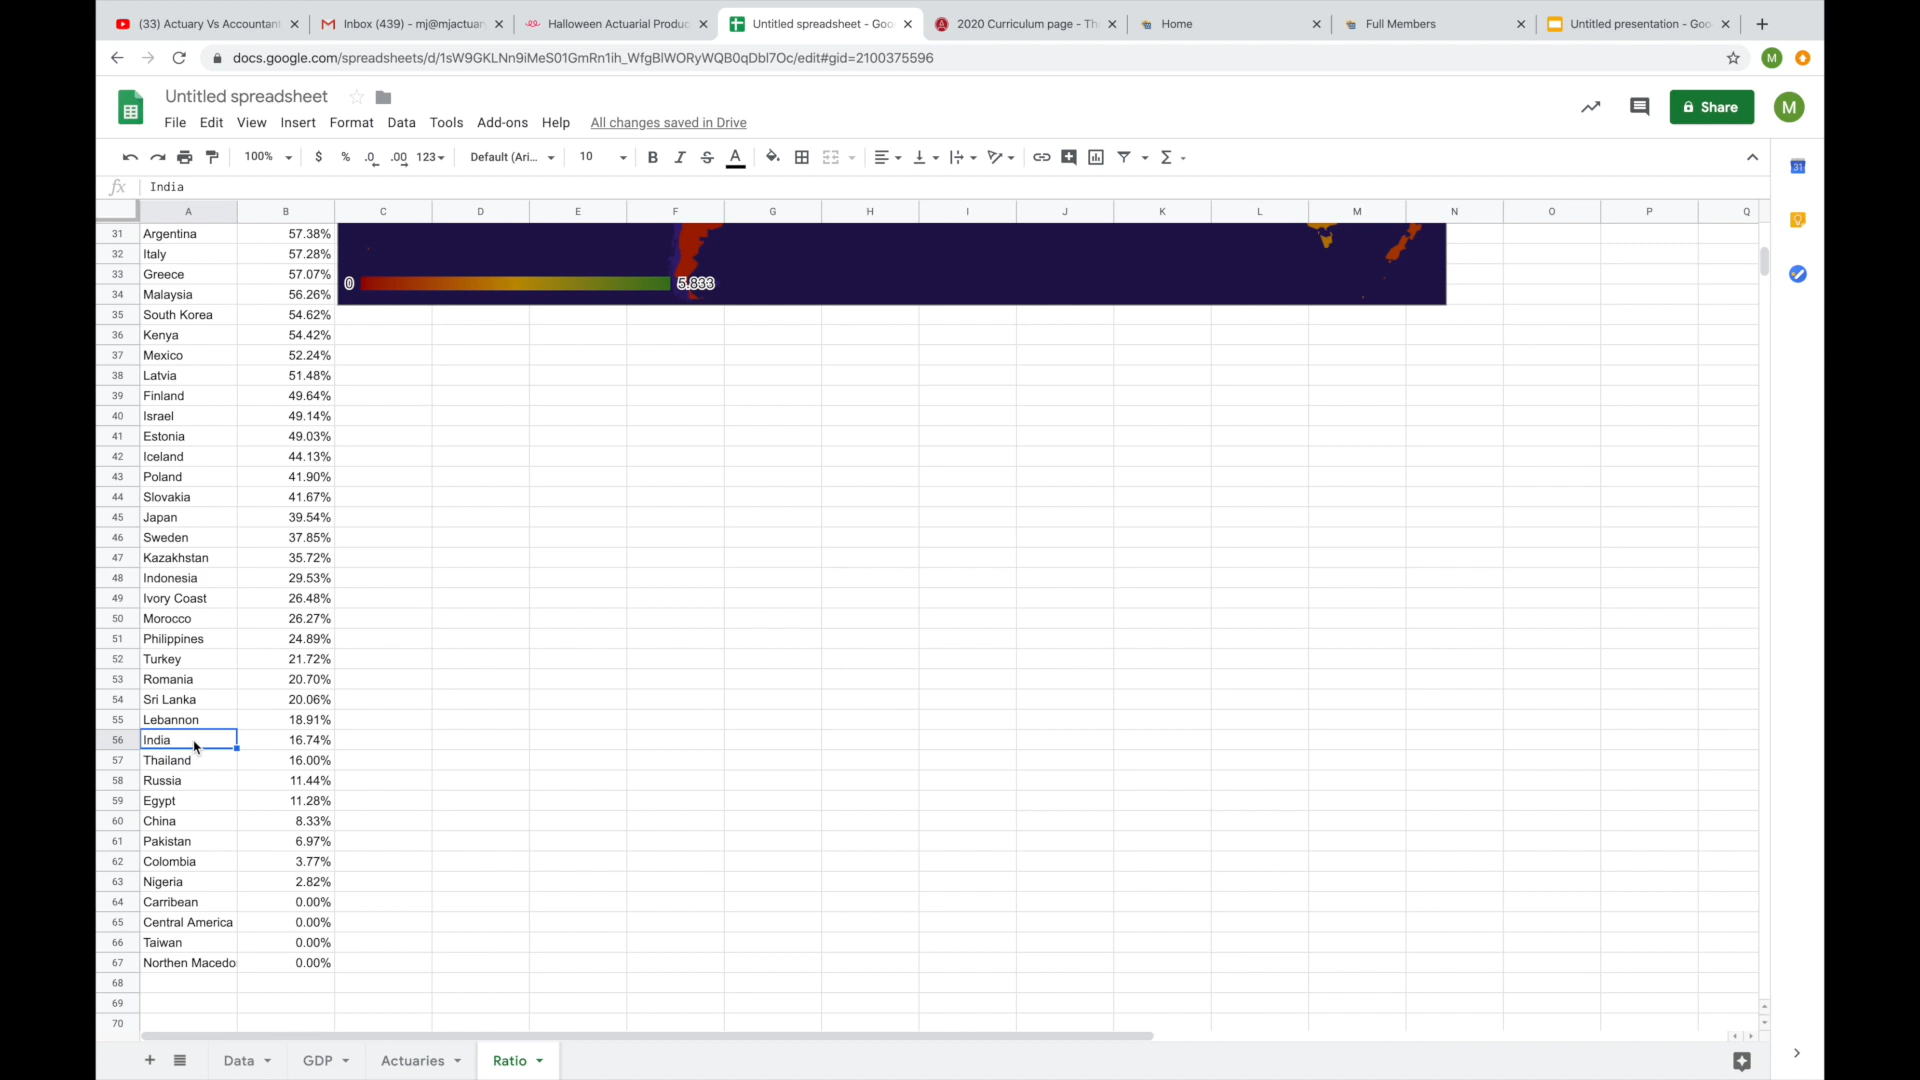 (33) Actuary Vs Accountant
Inbox (439) - mj@mjactuar
Halloween Actuarial Produc
Untitled spreadsheet - Goo
2020 Curriculum page - Th
Home
Full Members
Untitled presentation - Goo
docs.google.com/spreadsheets/d/1sW9GKLNn9iMeS01GmRn1ih_WfgBlWORyWQB0qDbl7Oc/edit#gid=2100375596
M
Untitled spreadsheet
Share
M
File Edit View Insert Format Data Tools Add-ons Help All changes saved in Drive
100% $ % .0 .00 123 Default (Ari... 10 B I S A Σ
31
fx India
A B C D E F G H I J K L M N O P Q
31 Argentina 57.38%
32 Italy 57.28%
33 Greece 57.07%
0 5.833
34 Malaysia 56.26%
35 South Korea 54.62%
36 Kenya 54.42%
37 Mexico 52.24%
38 Latvia 51.48%
39 Finland 49.64%
40 Israel 49.14%
41 Estonia 49.03%
42 Iceland 44.13%
43 Poland 41.90%
44 Slovakia 41.67%
45 Japan 39.54%
46 Sweden 37.85%
47 Kazakhstan 35.72%
48 Indonesia 29.53%
49 Ivory Coast 26.48%
50 Morocco 26.27%
51 Philippines 24.89%
52 Turkey 21.72%
53 Romania 20.70%
54 Sri Lanka 20.06%
55 Lebannon 18.91%
56 India 16.74%
57 Thailand 16.00%
58 Russia 11.44%
59 Egypt 11.28%
60 China 8.33%
61 Pakistan 6.97%
62 Colombia 3.77%
63 Nigeria 2.82%
64 Carribean 0.00%
65 Central America 0.00%
66 Taiwan 0.00%
67 Northen Macedo 0.00%
68
69
70
Data GDP Actuaries Ratio